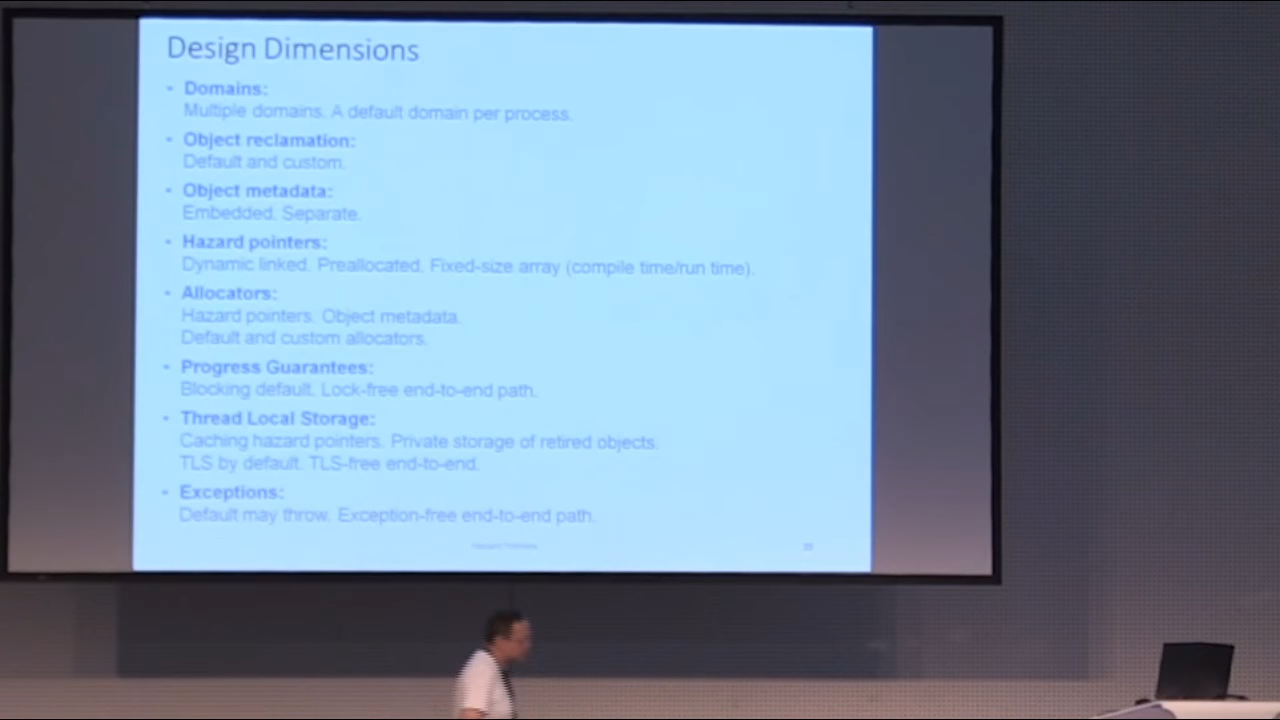 Design Dimensions
- Domains:
Multiple domains. A default domain per process.
- Object reclamation:
Default and custom.
- Object metadata:
Embedded. Separate.
- Hazard pointers:
Dynamic linked. Preallocated. Fixed-size array (compile time/run time).
- Allocators:
Hazard pointers. Object metadata.
Default and custom allocators.
- Progress Guarantees:
Blocking default. Lock-free end-to-end path.
- Thread Local Storage:
Caching hazard pointers. Private storage of retired objects.
TLS by default. TLS-free end-to-end.
- Exceptions:
Default may throw. Exception-free end-to-end path.